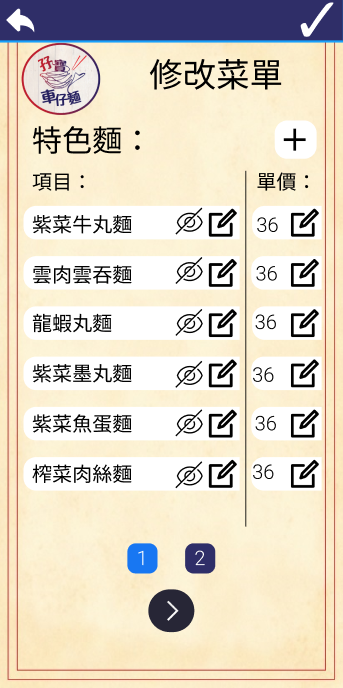 孖寶
車仔麵
修改菜單
特色麵：
項目： 單價：
紫菜牛丸麵 36
雲肉雲吞麵 36
龍蝦丸麵 36
紫菜墨丸麵 36
紫菜魚蛋麵 36
榨菜肉絲麵 36
1 2